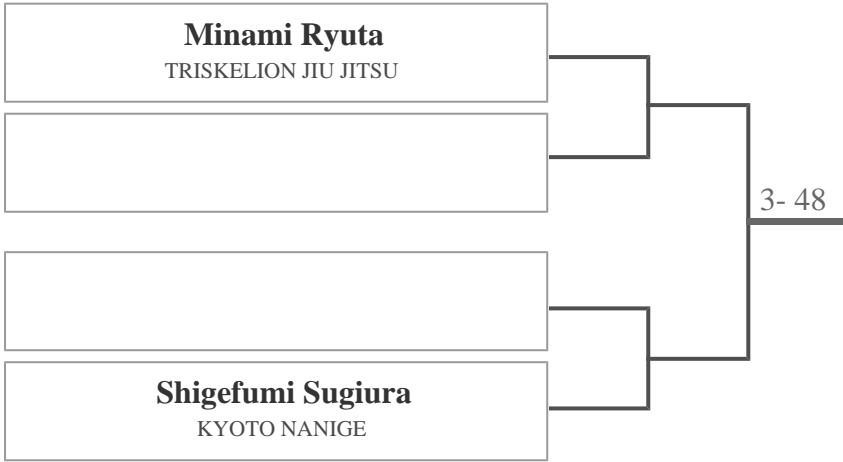 Minami Ryuta
TRISKELION JIU JITSU
3- 48
Shigefumi Sugiura
KYOTO NANIGE